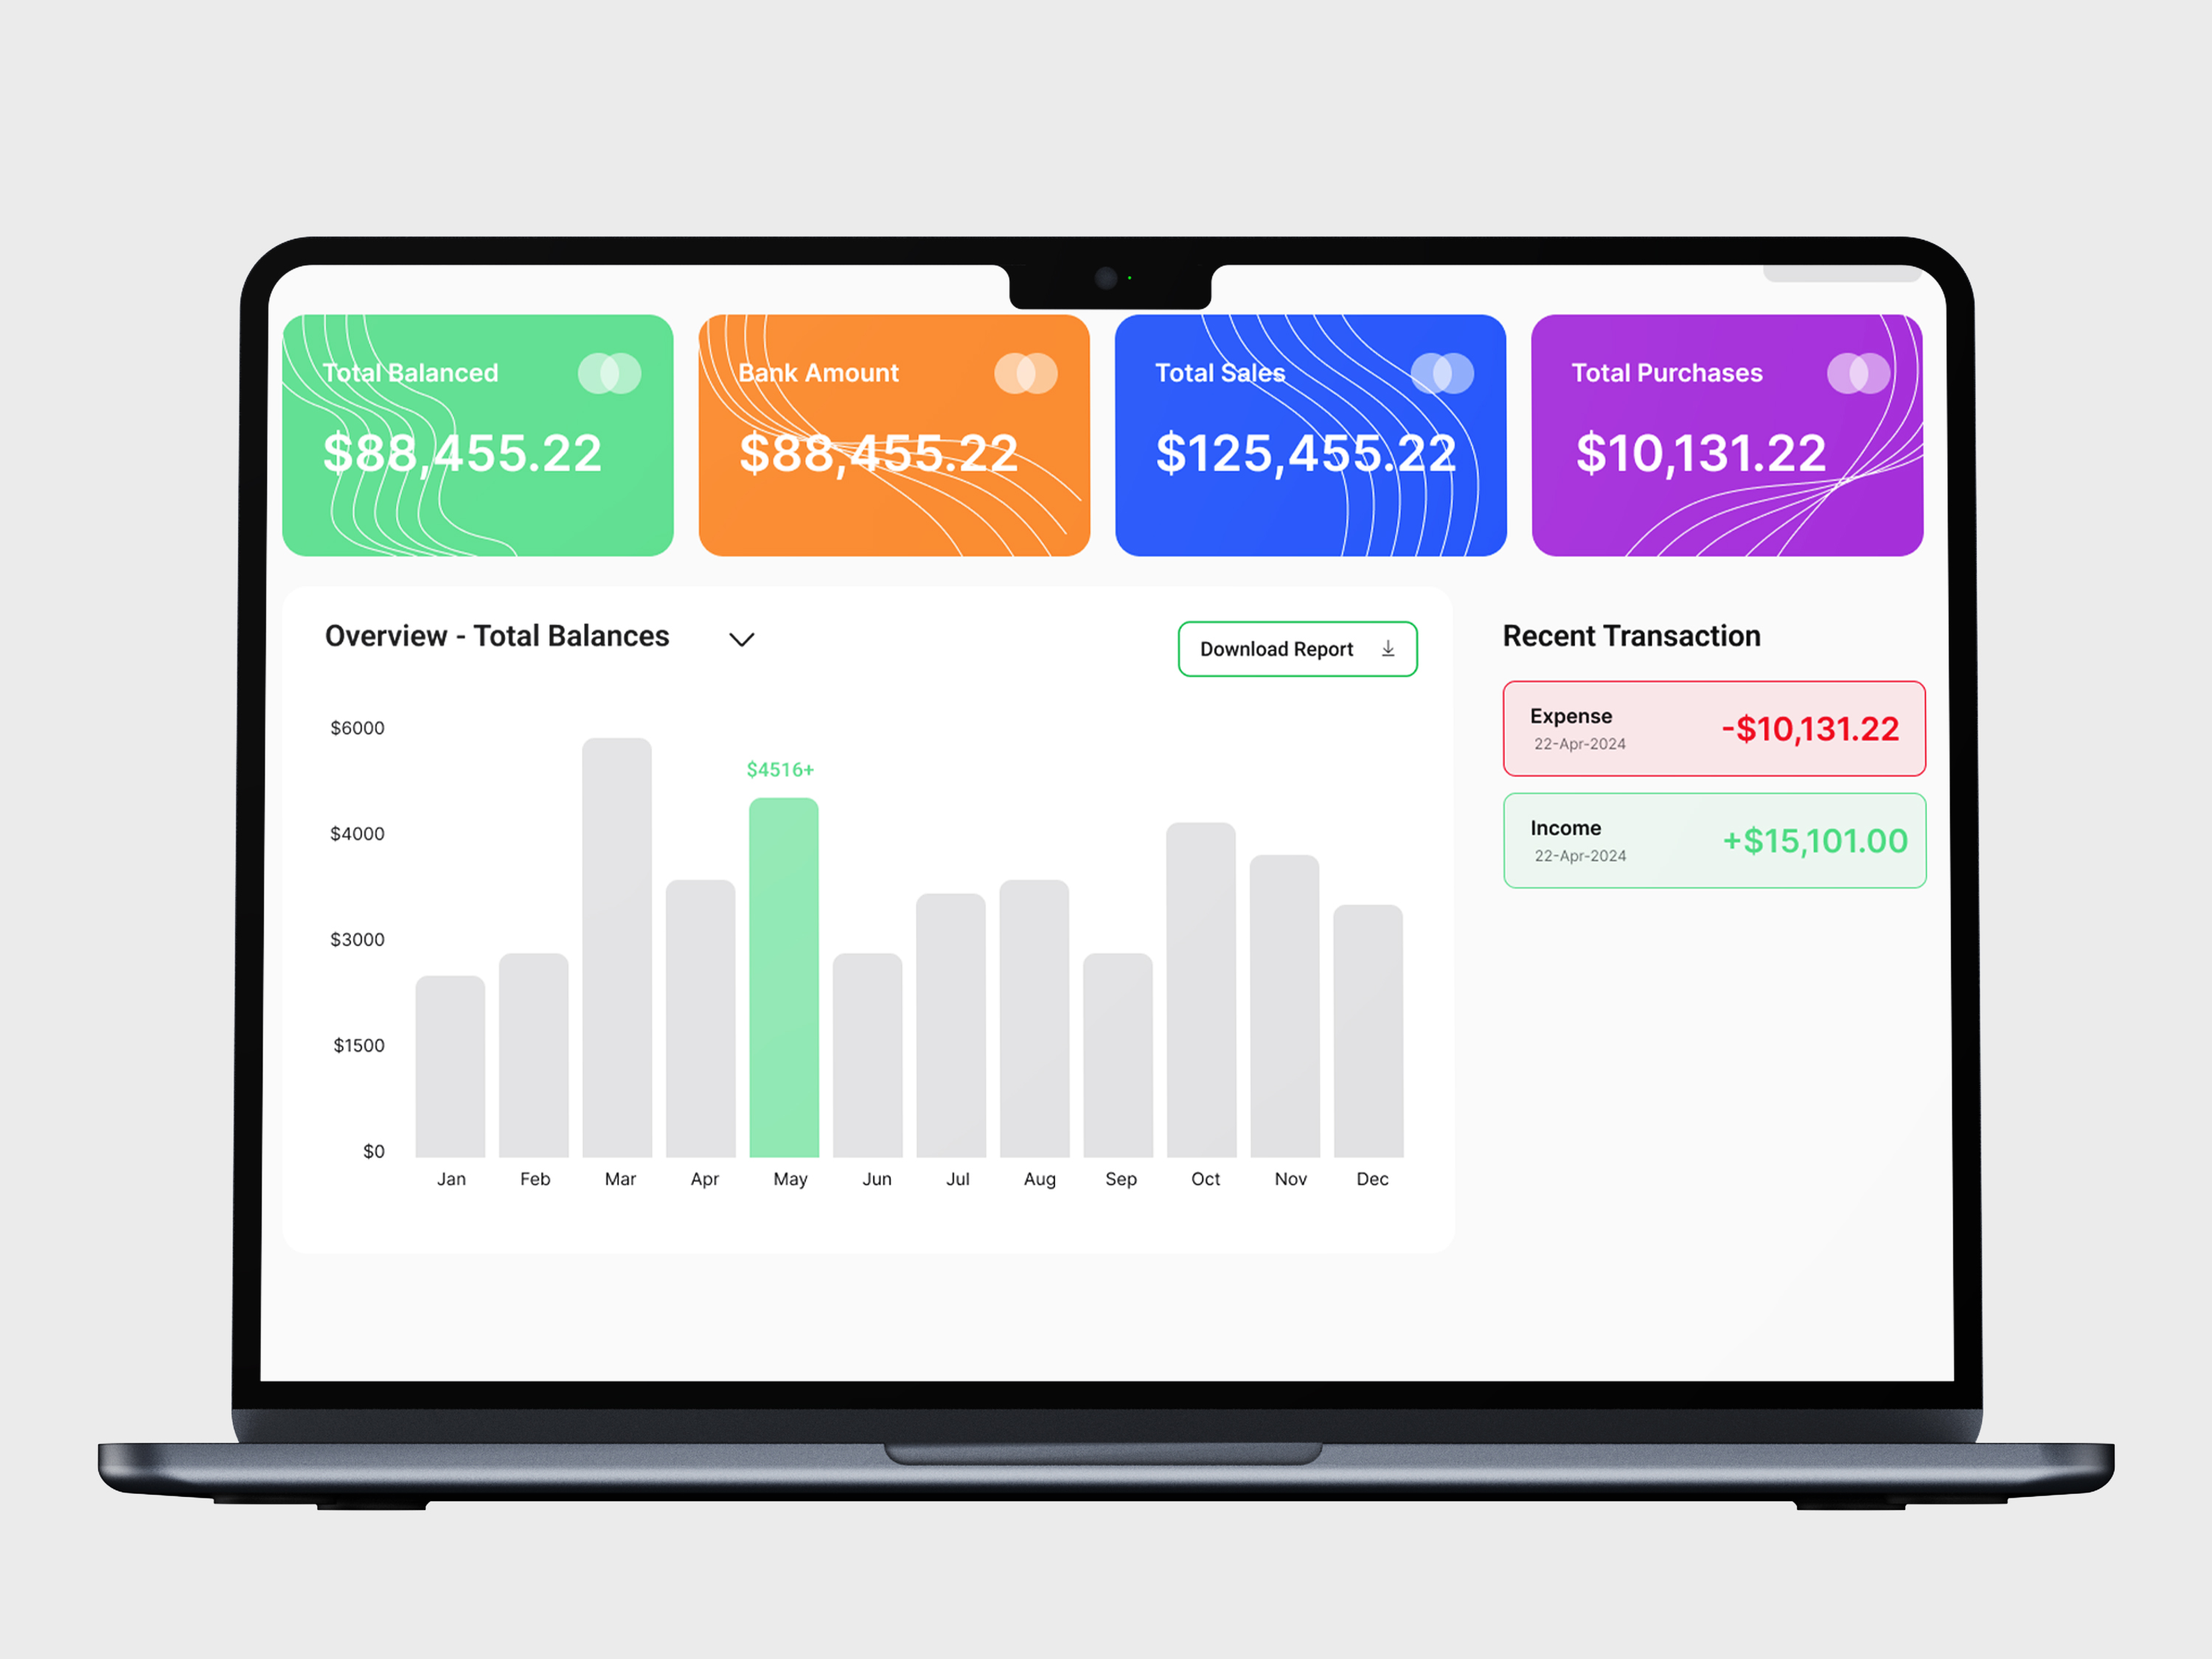 Total Balanced
$88,455.22
Bank Amount
$88,455.22
Total Sales
$125,455.22
Total Purchases
$10,131.22
Overview - Total Balances
Download Report
$6000
$4000
$3000
$1500
$0
$4516+
Jan Feb Mar Apr May Jun Jul Aug Sep Oct Nov Dec
Recent Transaction
Expense
22-Apr-2024
-$10,131.22
Income
22-Apr-2024
+$15,101.00